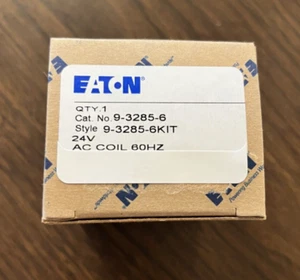 EATON
QTY.1
Cat. No. 9-3285-6
Style 9-3285-6KIT
24V
AC COIL 60HZ